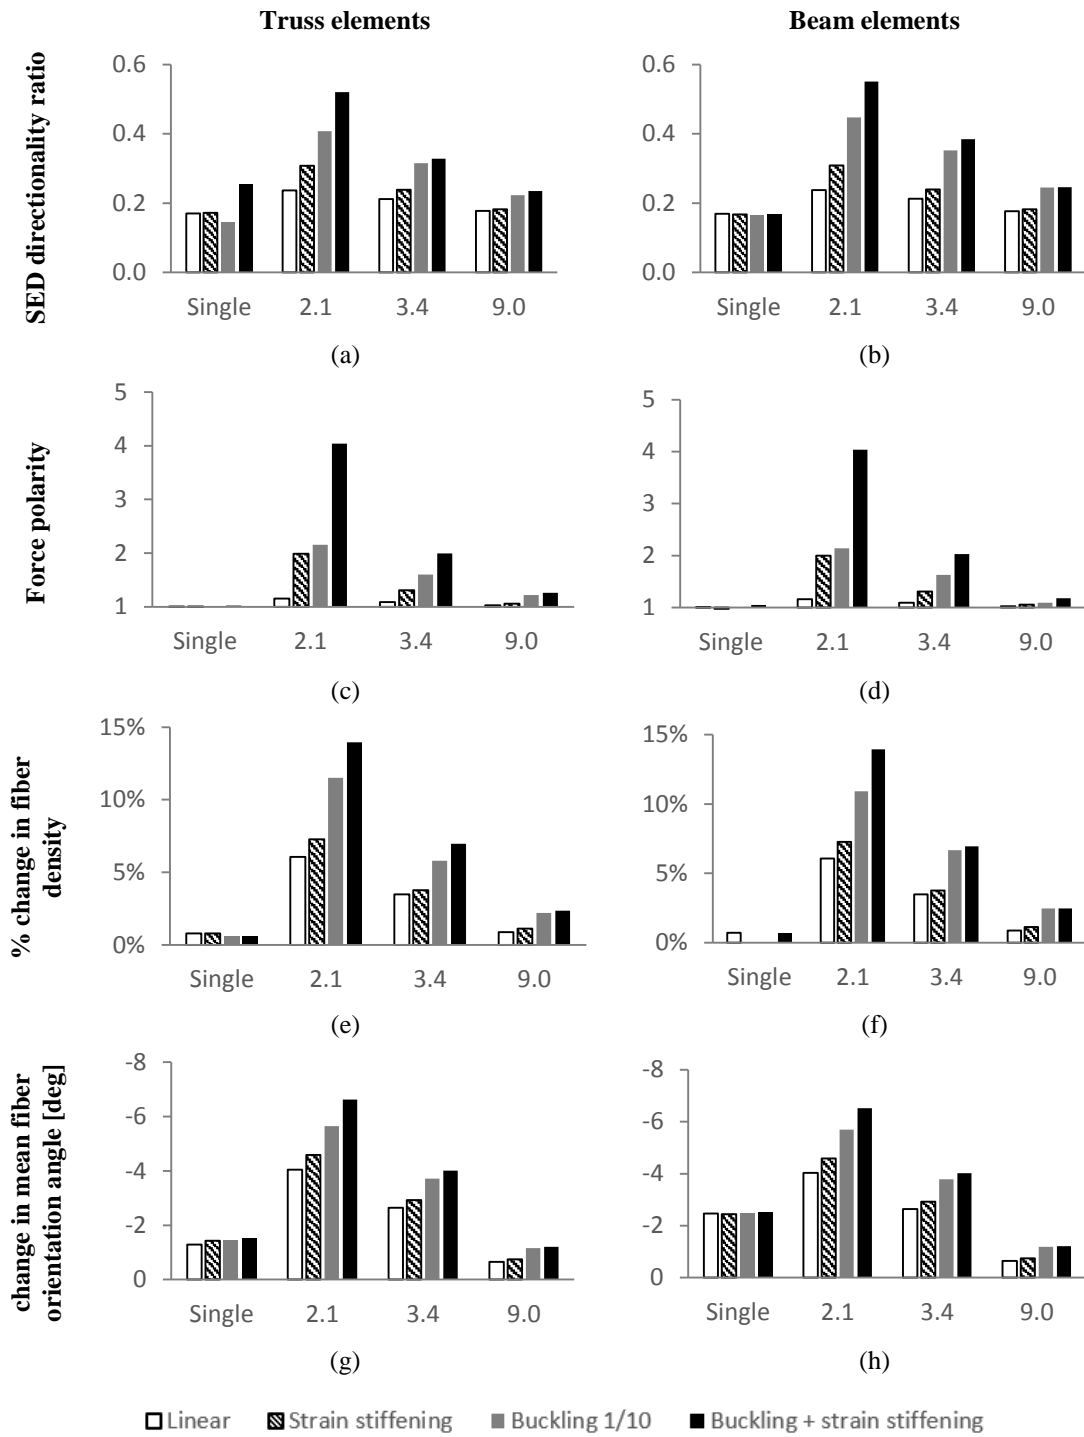 Truss elements
Beam elements
SED directionality ratio
0.6
0.4
0.2
0.0
Single 2.1 3.4 9.0
(a)
0.6
0.4
0.2
0.0
Single 2.1 3.4 9.0
(b)
Force polarity
5
4
3
2
1
Single 2.1 3.4 9.0
(c)
5
4
3
2
1
Single 2.1 3.4 9.0
(d)
% change in fiber
density
15%
10%
5%
0%
Single 2.1 3.4 9.0
(e)
15%
10%
5%
0%
Single 2.1 3.4 9.0
(f)
change in mean fiber
orientation angle [deg]
-8
-6
-4
-2
0
Single 2.1 3.4 9.0
(g)
-8
-6
-4
-2
0
Single 2.1 3.4 9.0
(h)
Linear Strain stiffening Buckling 1/10 Buckling + strain stiffening